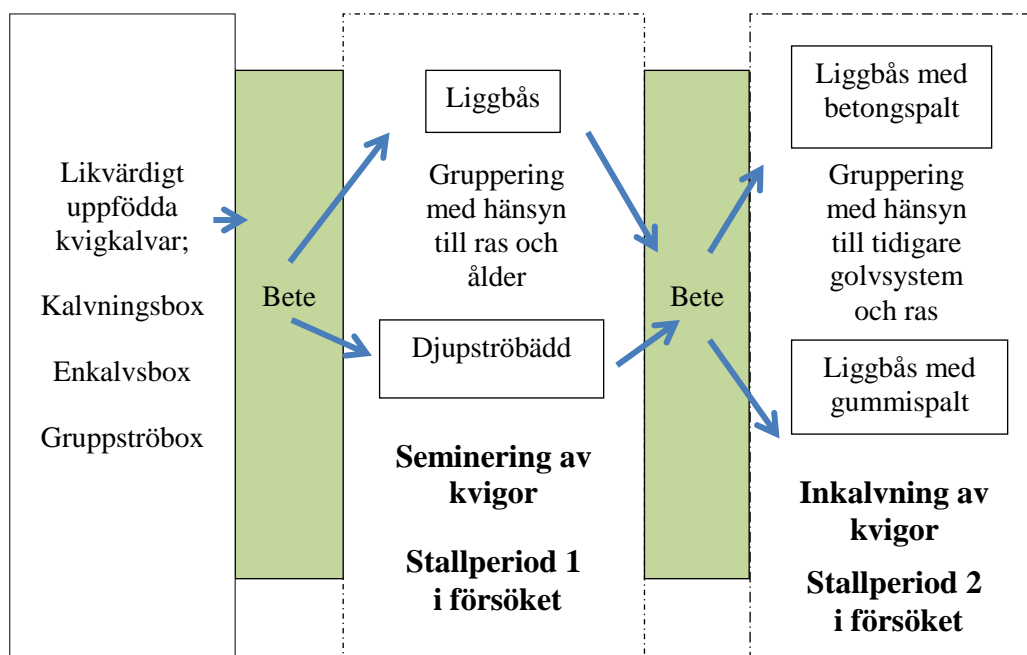 Likvärdigt
uppfödda
kvigkalvar;
Kalvningsbox
Enkalvsbox
Gruppströbox
Bete
Liggbås
Gruppering
med hänsyn
till ras och
ålder
Djupströbädd
Seminering av
kvigor
Stallperiod 1
i försöket
Bete
Liggbås med
betongspalt
Gruppering
med hänsyn
till tidigare
golvsystem
och ras
Liggbås med
gummispalt
Inkalvning av
kvigor
Stallperiod 2
i försöket